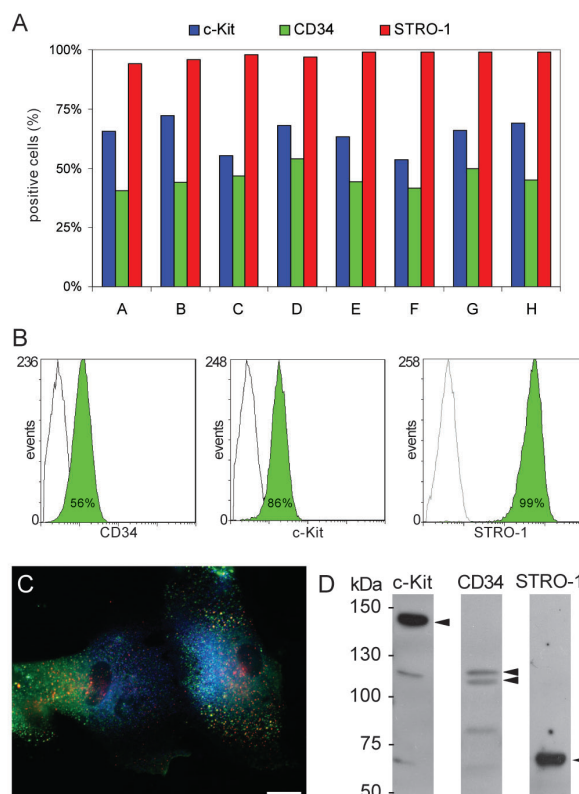 A
c-Kit CD34 STRO-1
100%
75%
50%
25%
0%
positive cells (%)
A B C D E F G H
B
236
events
0
56%
CD34
248
events
0
86%
c-Kit
258
events
0
99%
STRO-1
C
D
kDa c-Kit CD34 STRO-1
150
130
100
75
50